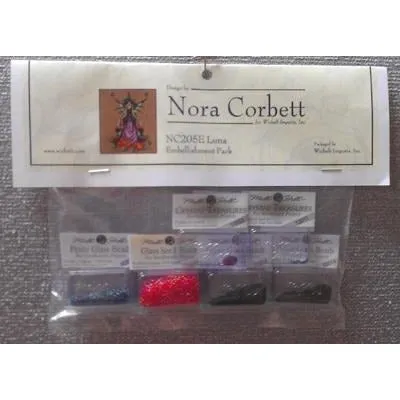 Design by
Nora Corbett
for Wichelt Imports, Inc.
NC205E Luna
Embellishment Pack
www.wichelt.com
Packaged by
Wichelt Imports, Inc.
Crystal Treasures
Crystal Treasures
Petite Glass Beads
Glass Seed Beads
Beads